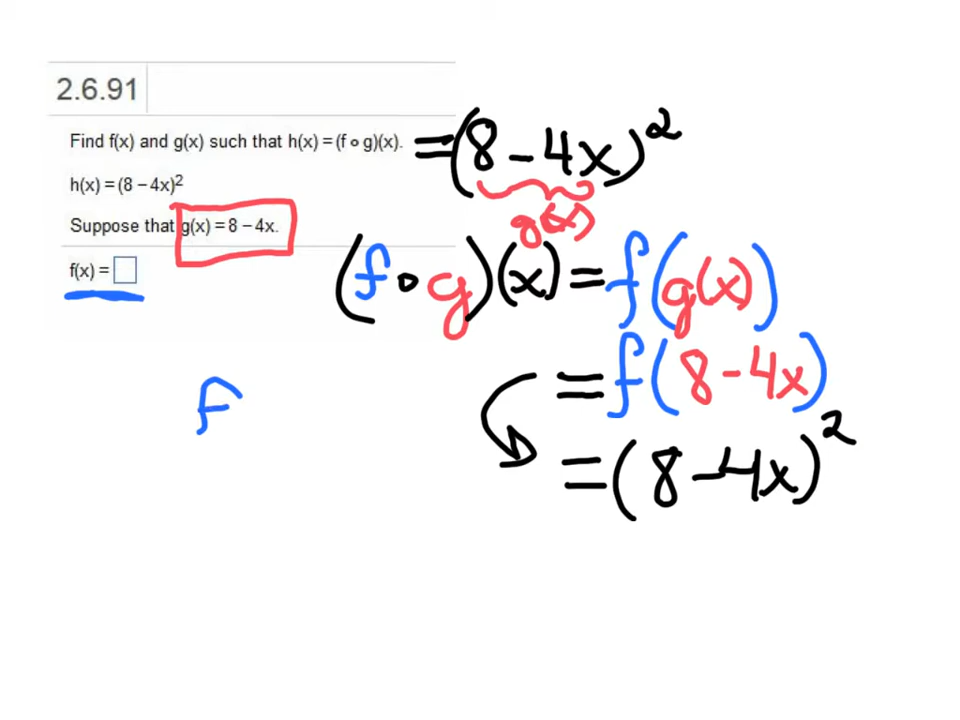 2.6.91
Find f(x) and g(x) such that h(x) = (f ∘ g)(x).
= (8 - 4x)²
h(x) = (8 - 4x)²
g(x)
Suppose that g(x) = 8 - 4x.
f(x) =
(f ∘ g)(x) = f(g(x))
= f(8 - 4x)
f
= (8 - 4x)²